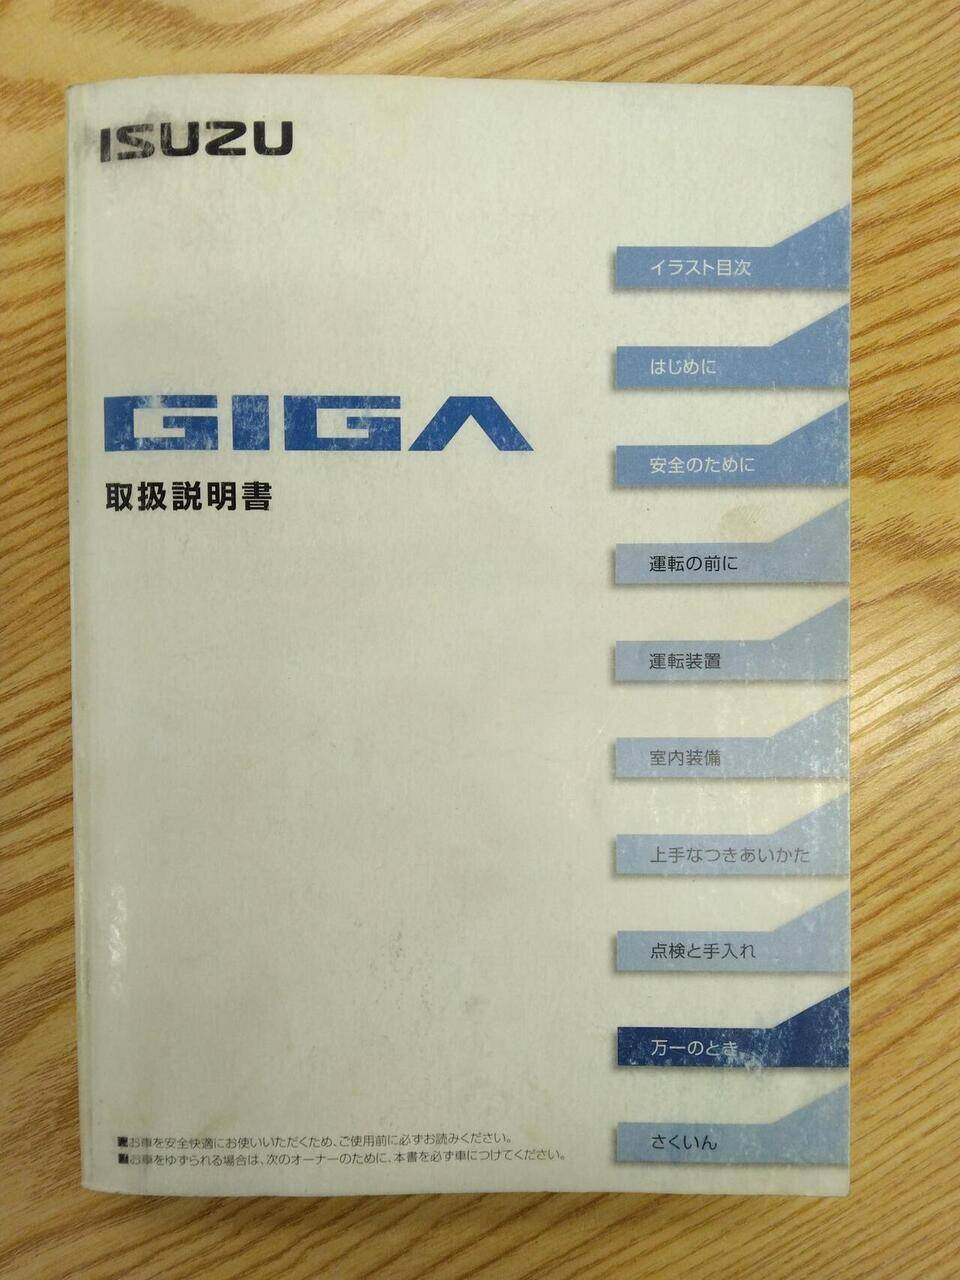 ISUZU
GIGA
取扱説明書
イラスト目次
はじめに
安全のために
運転の前に
運転装置
室内装備
上手なつきあいかた
点検と手入れ
万一のとき
さくいん
■お車を安全快適にお使いいただくため、ご使用前に必ずお読みください。
■お車をゆずられる場合は、次のオーナーのために、本書を必ず車につけてください。